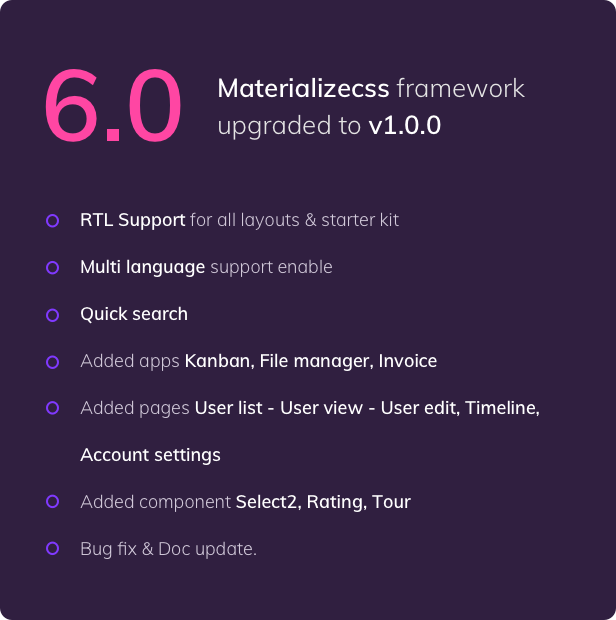 6.0
Materializecss framework
upgraded to v1.0.0
RTL Support for all layouts & starter kit
Multi language support enable
Quick search
Added apps Kanban, File manager, Invoice
Added pages User list - User view - User edit, Timeline,
Account settings
Added component Select2, Rating, Tour
Bug fix & Doc update.